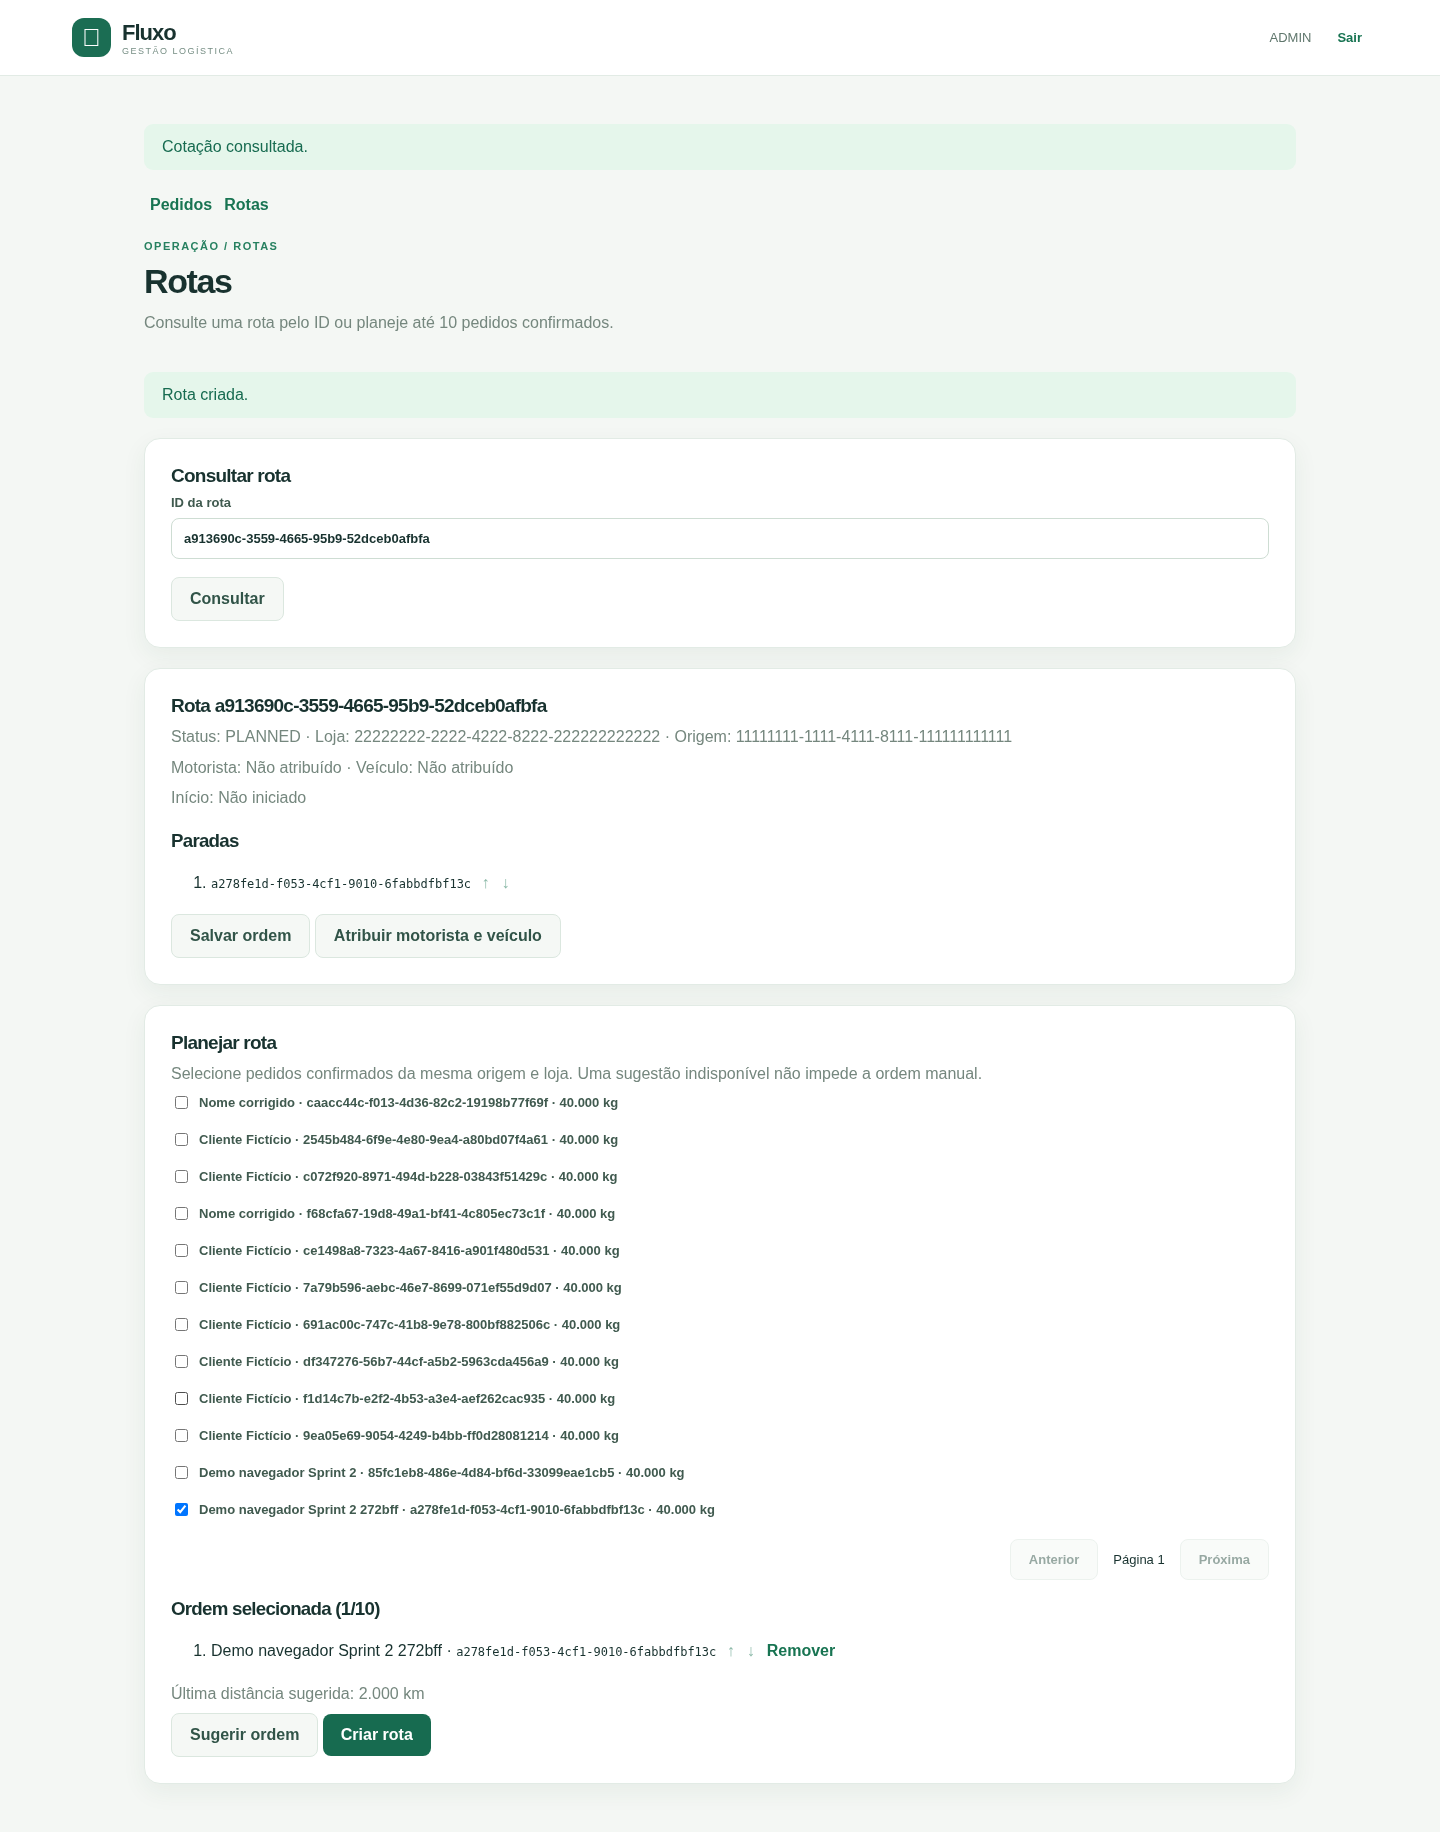 Fluxo
GESTÃO LOGÍSTICA
ADMIN
Sair
Cotação consultada.
Pedidos Rotas
OPERAÇÃO / ROTAS
Rotas
Consulte uma rota pelo ID ou planeje até 10 pedidos confirmados.
Rota criada.
Consultar rota
ID da rota
a913690c-3559-4665-95b9-52dceb0afbfa
Consultar
Rota a913690c-3559-4665-95b9-52dceb0afbfa
Status: PLANNED · Loja: 22222222-2222-4222-8222-222222222222 · Origem: 11111111-1111-4111-8111-111111111111
Motorista: Não atribuído · Veículo: Não atribuído
Início: Não iniciado
Paradas
1. a278fe1d-f053-4cf1-9010-6fabbdfbf13c ↑ ↓
Salvar ordem Atribuir motorista e veículo
Planejar rota
Selecione pedidos confirmados da mesma origem e loja. Uma sugestão indisponível não impede a ordem manual.
Nome corrigido · caacc44c-f013-4d36-82c2-19198b77f69f · 40.000 kg
Cliente Fictício · 2545b484-6f9e-4e80-9ea4-a80bd07f4a61 · 40.000 kg
Cliente Fictício · c072f920-8971-494d-b228-03843f51429c · 40.000 kg
Nome corrigido · f68cfa67-19d8-49a1-bf41-4c805ec73c1f · 40.000 kg
Cliente Fictício · ce1498a8-7323-4a67-8416-a901f480d531 · 40.000 kg
Cliente Fictício · 7a79b596-aebc-46e7-8699-071ef55d9d07 · 40.000 kg
Cliente Fictício · 691ac00c-747c-41b8-9e78-800bf882506c · 40.000 kg
Cliente Fictício · df347276-56b7-44cf-a5b2-5963cda456a9 · 40.000 kg
Cliente Fictício · f1d14c7b-e2f2-4b53-a3e4-aef262cac935 · 40.000 kg
Cliente Fictício · 9ea05e69-9054-4249-b4bb-ff0d28081214 · 40.000 kg
Demo navegador Sprint 2 · 85fc1eb8-486e-4d84-bf6d-33099eae1cb5 · 40.000 kg
Demo navegador Sprint 2 272bff · a278fe1d-f053-4cf1-9010-6fabbdfbf13c · 40.000 kg
Anterior Página 1 Próxima
Ordem selecionada (1/10)
1. Demo navegador Sprint 2 272bff · a278fe1d-f053-4cf1-9010-6fabbdfbf13c ↑ ↓ Remover
Última distância sugerida: 2.000 km
Sugerir ordem Criar rota